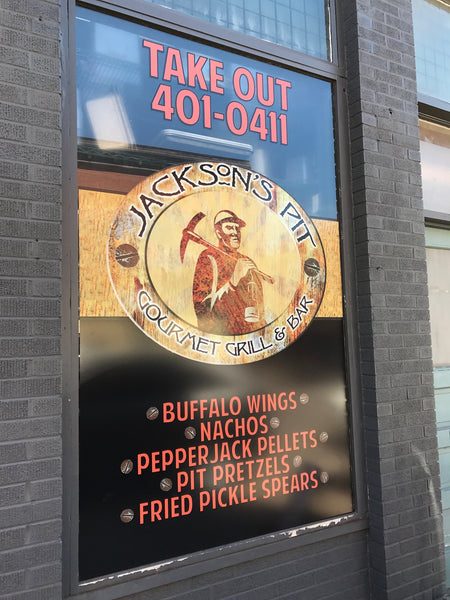 TAKE OUT
401-0411
JACKSON'S PIT
GOURMET GRILL & BAR
BUFFALO WINGS
NACHOS
PEPPERJACK PELLETS
PIT PRETZELS
FRIED PICKLE SPEARS